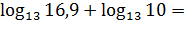 log₁₃ 16,9 + log₁₃ 10 =